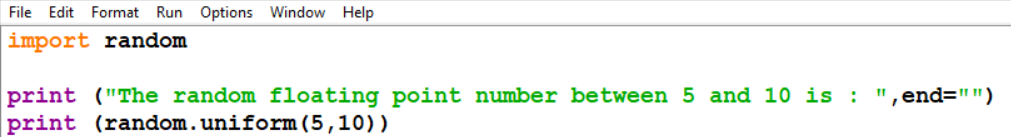 File Edit Format Run Options Window Help
import random
print ("The random floating point number between 5 and 10 is : ",end="")
print (random.uniform(5,10))